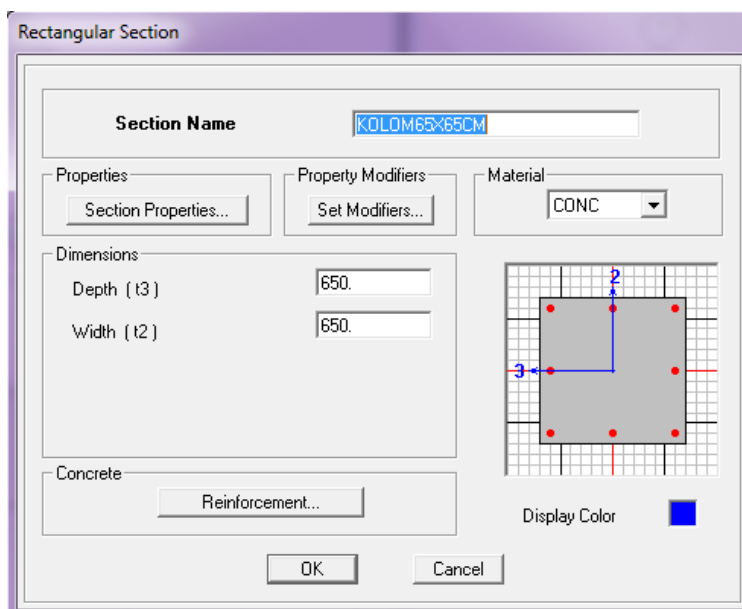 Rectangular Section
Section Name KOLOM65X65CM
Properties Property Modifiers Material
Section Properties... Set Modifiers... CONC
Dimensions
Depth ( t3 ) 650.
Width ( t2 ) 650.
2
3
Concrete
Reinforcement...
Display Color
OK Cancel